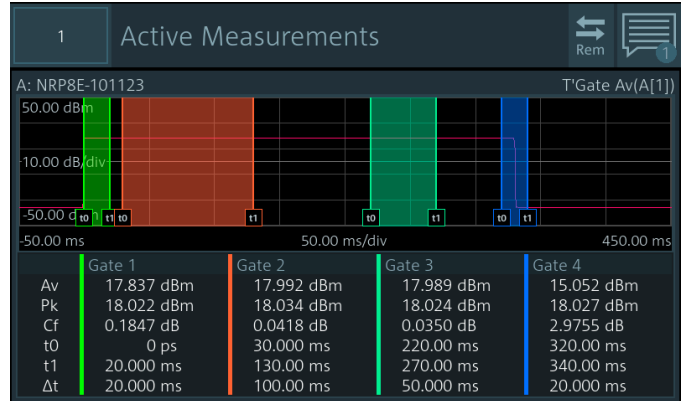 1
Active Measurements
Rem
1
A: NRP8E-101123
T'Gate Av(A[1])
50.00 dBm
10.00 dB/div
-50.00 d
t0 t1 t0 t1 t0 t1 t0 t1
-50.00 ms 50.00 ms/div 450.00 ms
Gate 1 Gate 2 Gate 3 Gate 4
Av 17.837 dBm 17.992 dBm 17.989 dBm 15.052 dBm
Pk 18.022 dBm 18.034 dBm 18.024 dBm 18.027 dBm
Cf 0.1847 dB 0.0418 dB 0.0350 dB 2.9755 dB
t0 0 ps 30.000 ms 220.00 ms 320.00 ms
t1 20.000 ms 130.00 ms 270.00 ms 340.00 ms
Δt 20.000 ms 100.00 ms 50.000 ms 20.000 ms